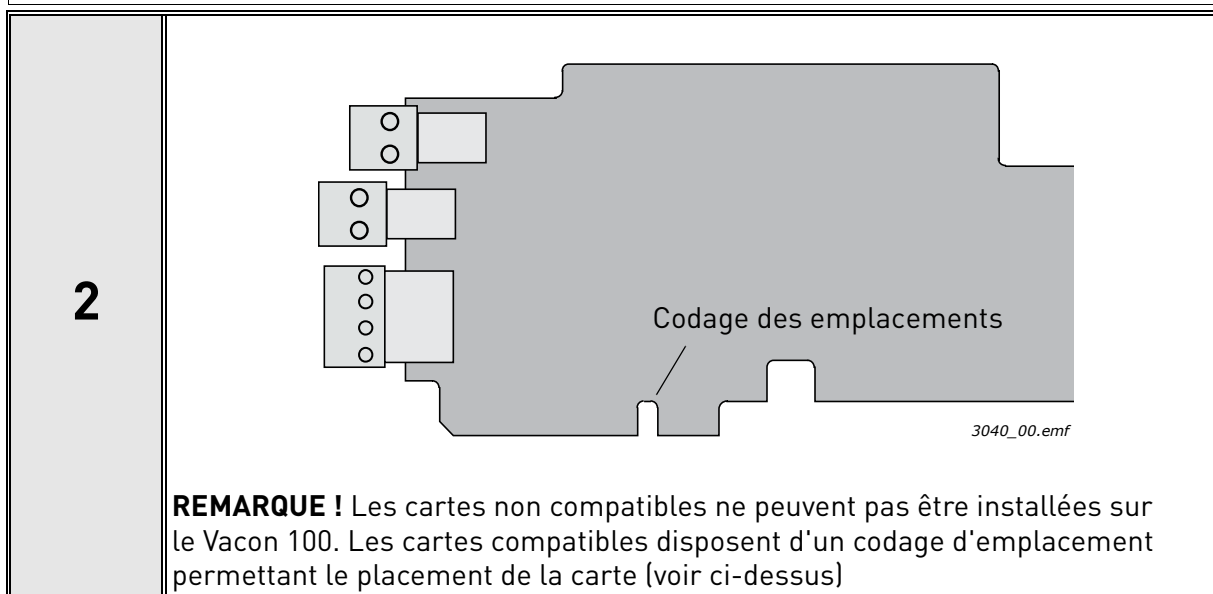 2
Codage des emplacements
3040_00.emf
REMARQUE ! Les cartes non compatibles ne peuvent pas être installées sur
le Vacon 100. Les cartes compatibles disposent d'un codage d'emplacement
permettant le placement de la carte (voir ci-dessus)